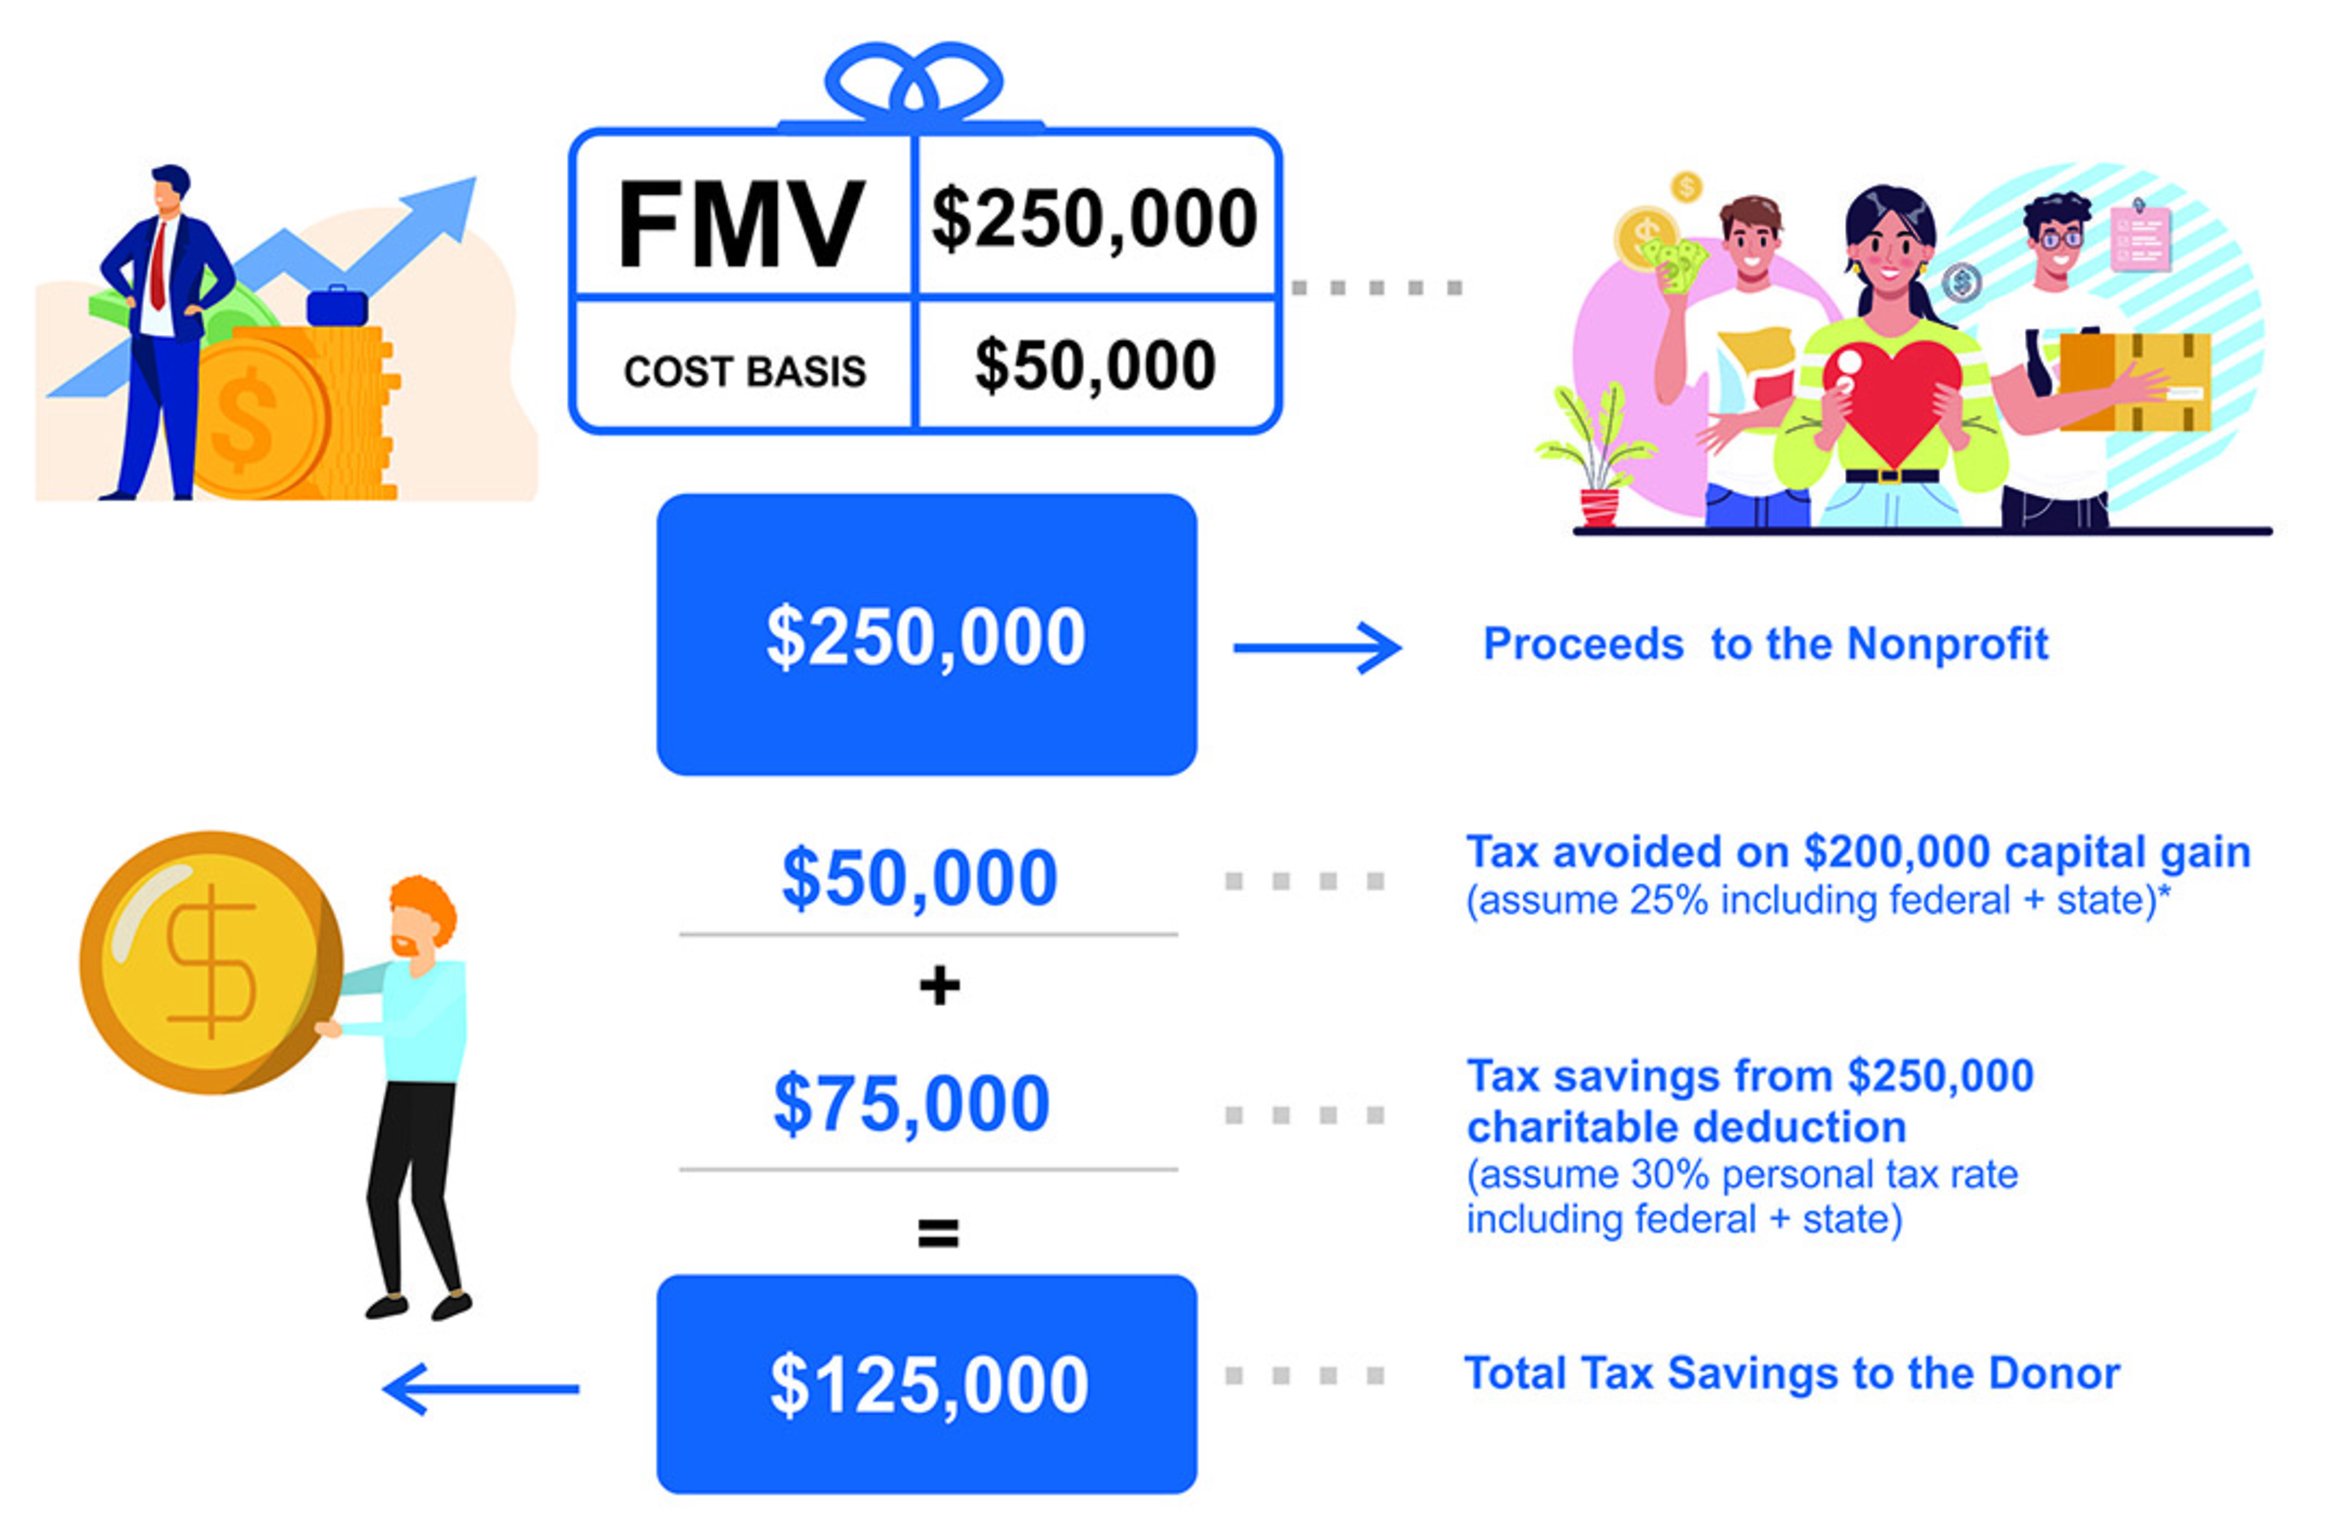 FMV $250,000
COST BASIS $50,000
$250,000 Proceeds to the Nonprofit
$50,000 Tax avoided on $200,000 capital gain
(assume 25% including federal + state)*
+
$75,000 Tax savings from $250,000
charitable deduction
(assume 30% personal tax rate
including federal + state)
=
$125,000 Total Tax Savings to the Donor